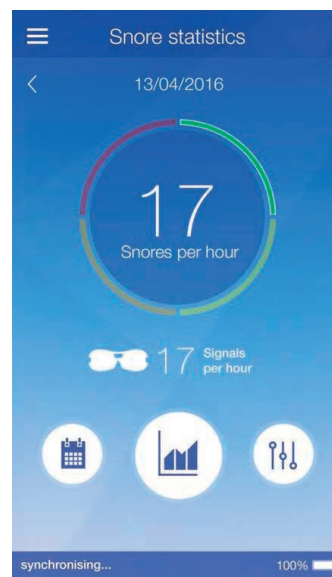 Snore statistics
13/04/2016
17
Snores per hour
17 Signals
per hour
synchronising... 100%